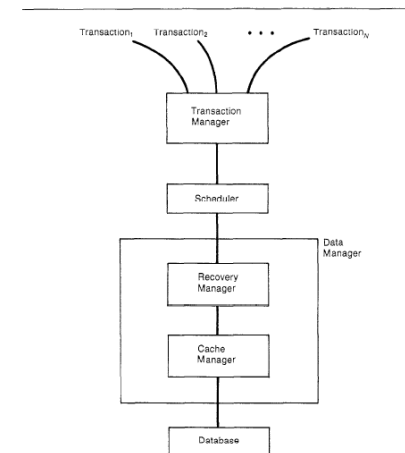 Transaction₁ Transaction₂ • • • Transactionₙ
Transaction
Manager
Scheduler
Data
Manager
Recovery
Manager
Cache
Manager
Database